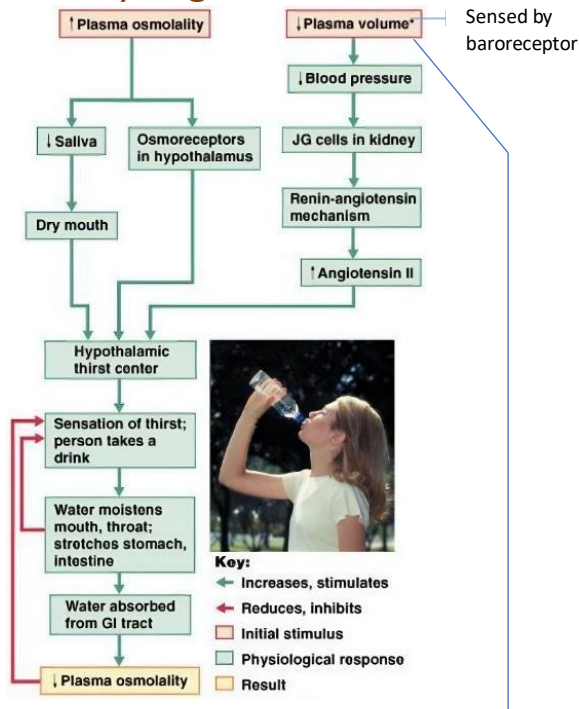 ↑ Plasma osmolality
↓ Plasma volume*
Sensed by
baroreceptor
↓ Blood pressure
↓ Saliva
Osmoreceptors
in hypothalamus
JG cells in kidney
Renin-angiotensin
mechanism
Dry mouth
↑ Angiotensin II
Hypothalamic
thirst center
Sensation of thirst;
person takes a
drink
Water moistens
mouth, throat;
stretches stomach,
intestine
Water absorbed
from GI tract
↓ Plasma osmolality
Key:
Increases, stimulates
Reduces, inhibits
Initial stimulus
Physiological response
Result